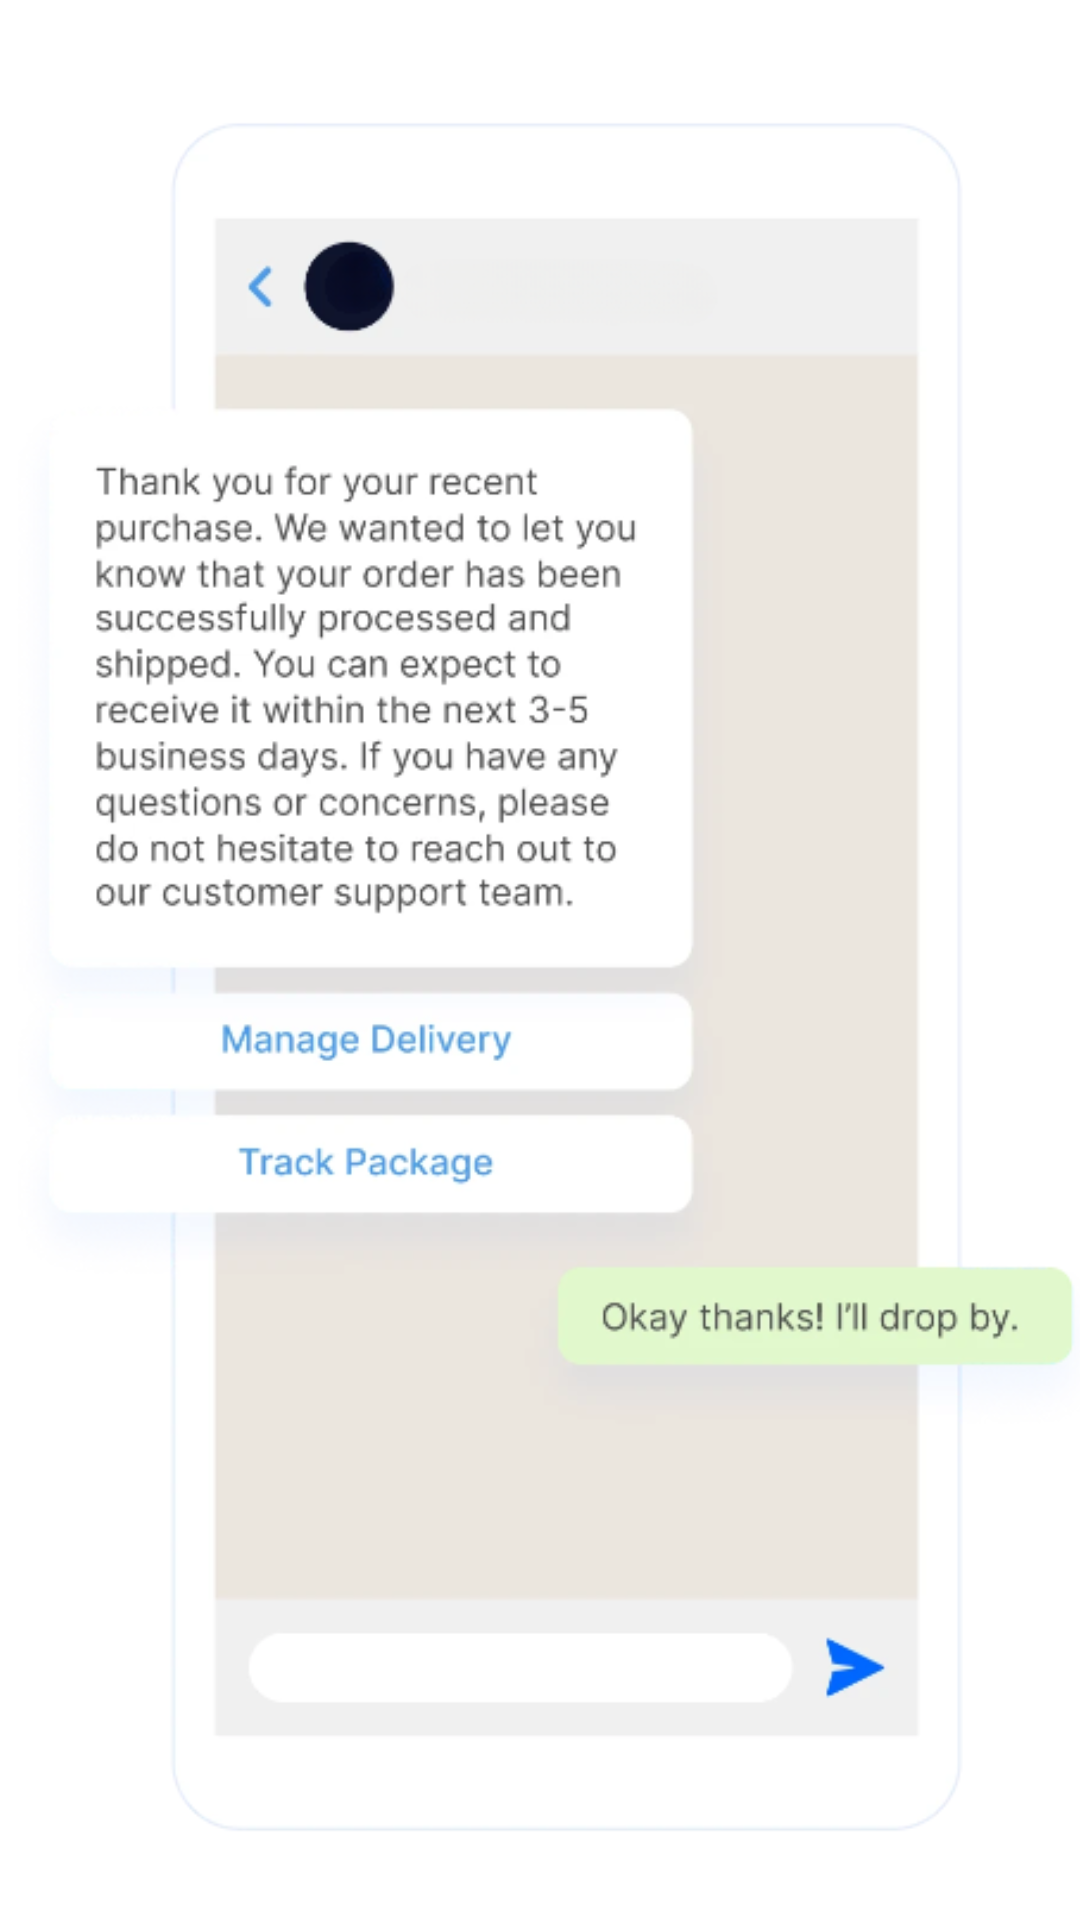 Thank you for your recent
purchase. We wanted to let you
know that your order has been
successfully processed and
shipped. You can expect to
receive it within the next 3-5
business days. If you have any
questions or concerns, please
do not hesitate to reach out to
our customer support team.
Manage Delivery
Track Package
Okay thanks! I’ll drop by.